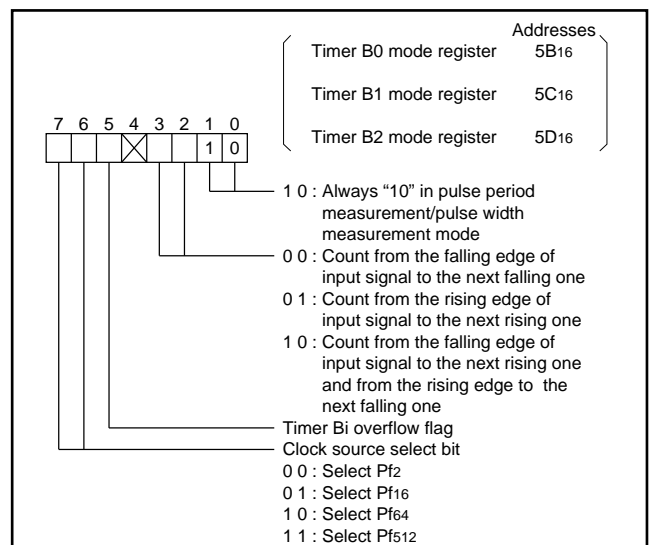 Addresses
Timer B0 mode register 5B16
Timer B1 mode register 5C16
Timer B2 mode register 5D16
7 6 5 4 3 2 1 0
1 0
1 0 : Always “10” in pulse period
measurement/pulse width
measurement mode
0 0 : Count from the falling edge of
input signal to the next falling one
0 1 : Count from the rising edge of
input signal to the next rising one
1 0 : Count from the falling edge of
input signal to the next rising one
and from the rising edge to the
next falling one
Timer Bi overflow flag
Clock source select bit
0 0 : Select Pf2
0 1 : Select Pf16
1 0 : Select Pf64
1 1 : Select Pf512